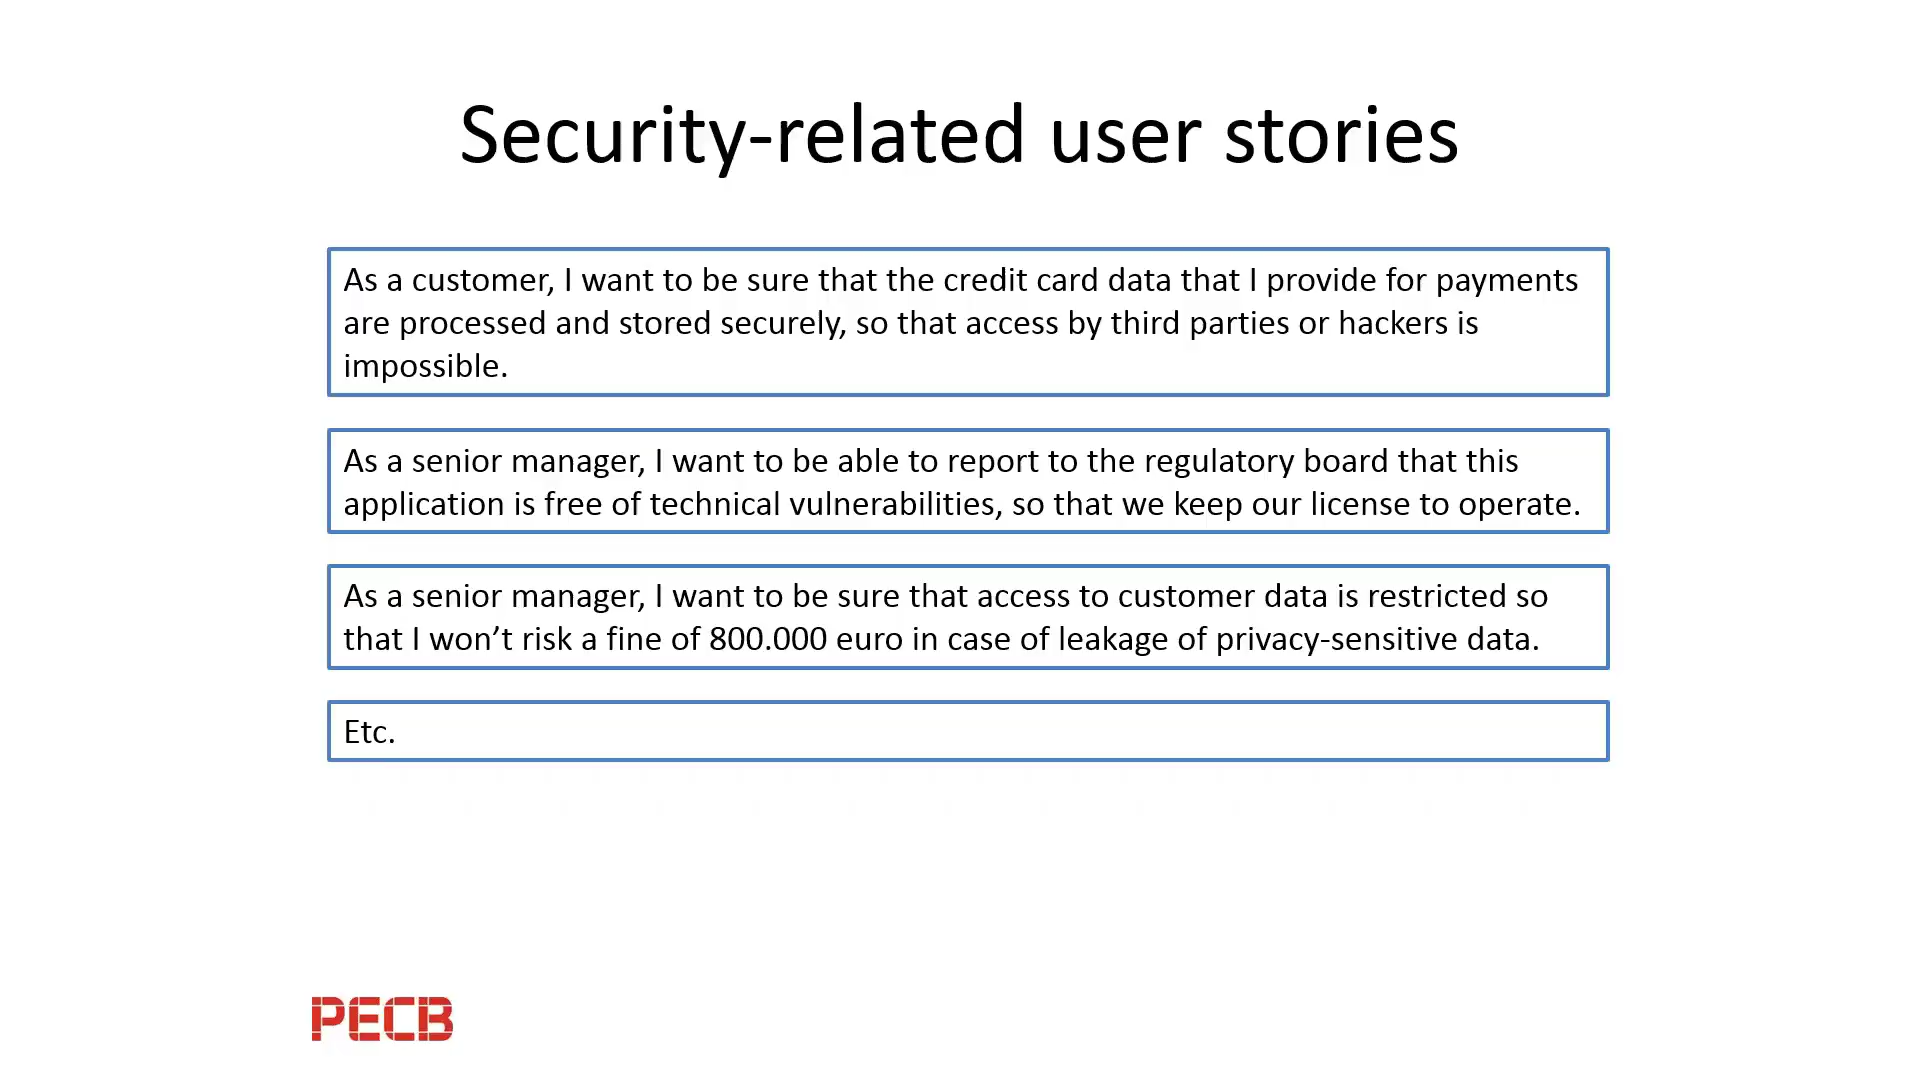 Security-related user stories
As a customer, I want to be sure that the credit card data that I provide for payments
are processed and stored securely, so that access by third parties or hackers is
impossible.
As a senior manager, I want to be able to report to the regulatory board that this
application is free of technical vulnerabilities, so that we keep our license to operate.
As a senior manager, I want to be sure that access to customer data is restricted so
that I won’t risk a fine of 800.000 euro in case of leakage of privacy-sensitive data.
Etc.
PECB